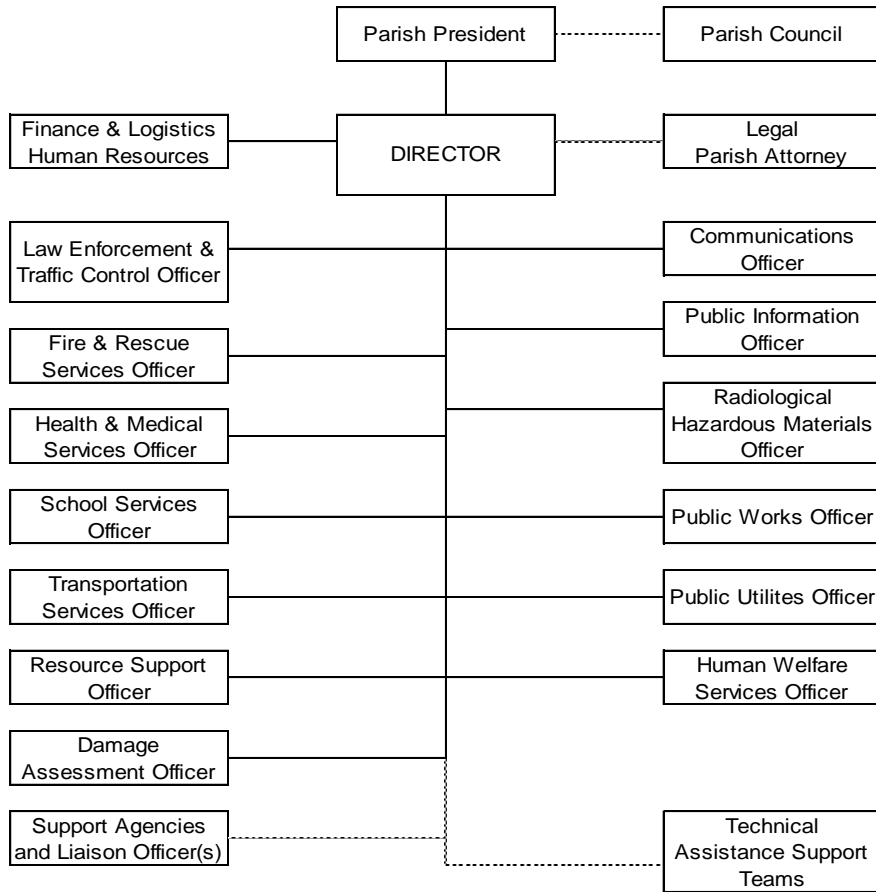 Parish President
Parish Council
Finance & Logistics
Human Resources
DIRECTOR
Legal
Parish Attorney
Law Enforcement &
Traffic Control Officer
Communications
Officer
Public Information
Officer
Fire & Rescue
Services Officer
Radiological
Hazardous Materials
Officer
Health & Medical
Services Officer
School Services
Officer
Public Works Officer
Transportation
Services Officer
Public Utilites Officer
Resource Support
Officer
Human Welfare
Services Officer
Damage
Assessment Officer
Support Agencies
and Liaison Officer(s)
Technical
Assistance Support
Teams